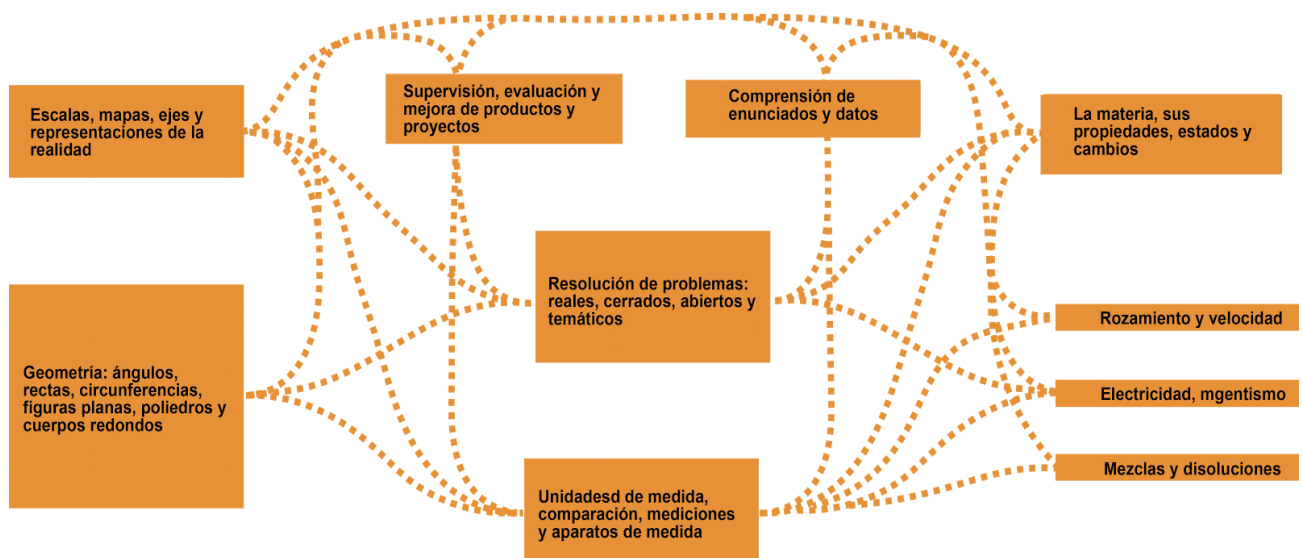 Escalas, mapas, ejes y
representaciones de la
realidad
Supervisión, evaluación y
mejora de productos y
proyectos
Comprensión de
enunciados y datos
La materia, sus
propiedades, estados y
cambios
Geometría: ángulos,
rectas, circunferencias,
figuras planas, poliedros y
cuerpos redondos
Resolución de problemas:
reales, cerrados, abiertos y
temáticos
Rozamiento y velocidad
Electricidad, mgentismo
Mezclas y disoluciones
Unidadesd de medida,
comparación, mediciones
y aparatos de medida